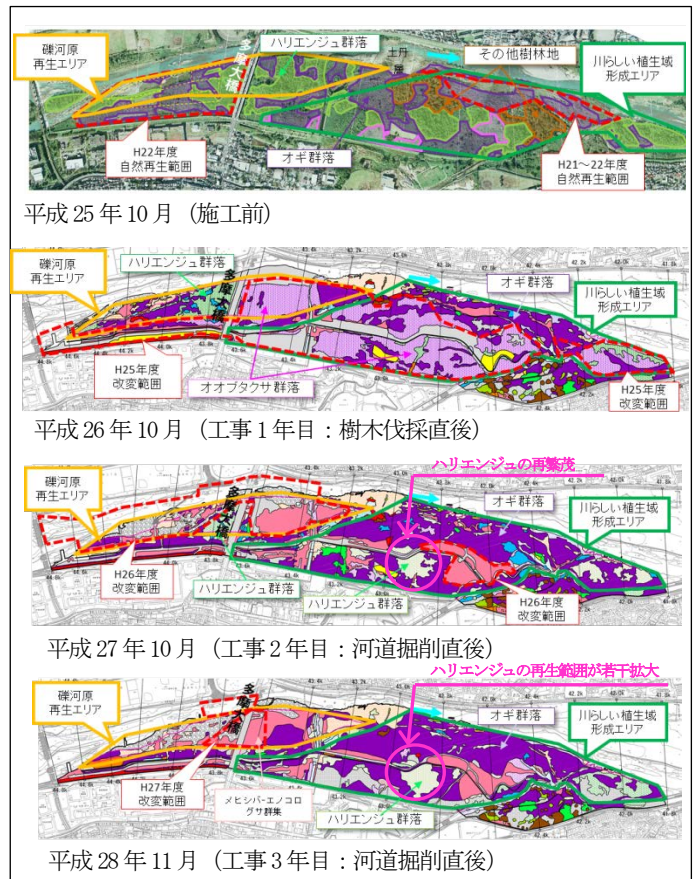 礫河原
再生エリア
多摩大橋
ハリエンジュ群落
土丹
その他樹林地
川らしい植生域
形成エリア
H22年度
自然再生範囲
オギ群落
H21~22年度
自然再生範囲
平成25年10月(施工前)
礫河原
再生エリア
ハリエンジュ群落
多摩大橋
オギ群落
川らしい植生域
形成エリア
H25年度
改変範囲
オオブタクサ群落
H25年度
改変範囲
平成26年10月(工事1年目:樹木伐採直後)
ハリエンジュの再繁茂
礫河原
再生エリア
多摩大橋
オギ群落
川らしい植生域
形成エリア
H26年度
改変範囲
ハリエンジュ群落
ハリエンジュ群落
H26年度
改変範囲
平成27年10月(工事2年目:河道掘削直後)
ハリエンジュの再生範囲が若干拡大
礫河原
再生エリア
多摩大橋
オギ群落
川らしい植生域
形成エリア
H27年度
改変範囲
メヒシバ-エノコロ
グサ群集
ハリエンジュ群落
平成28年11月(工事3年目:河道掘削直後)